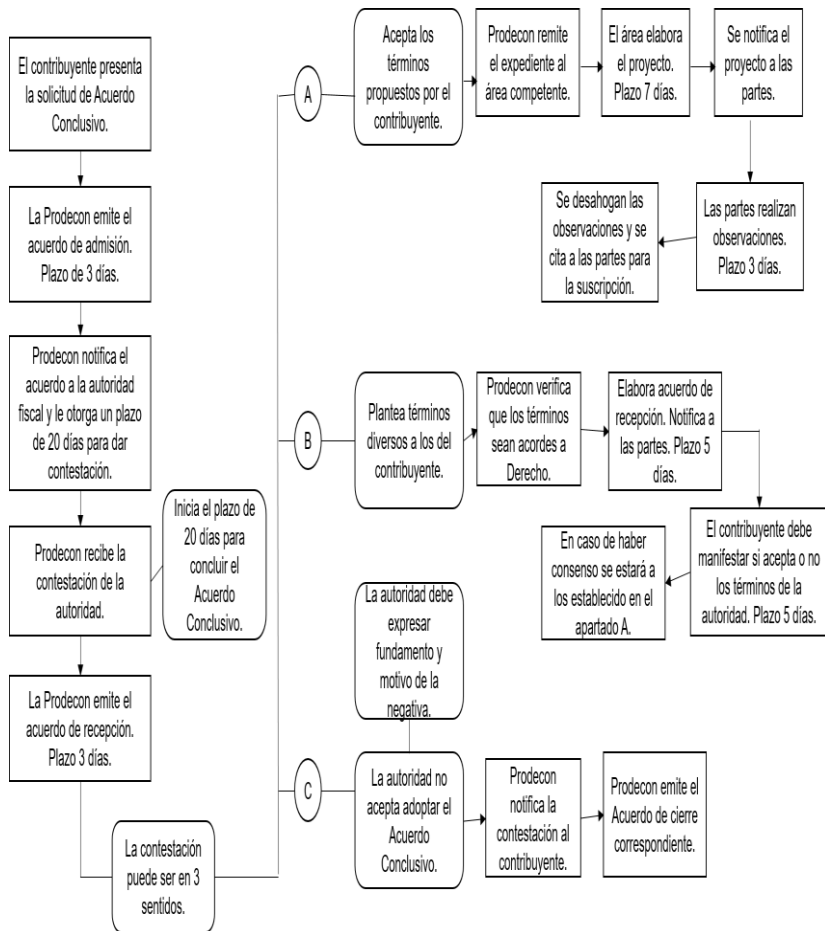 El contribuyente presenta
la solicitud de Acuerdo
Conclusivo.
La Prodecon emite el
acuerdo de admisión.
Plazo de 3 días.
Prodecon notifica el
acuerdo a la autoridad
fiscal y le otorga un plazo
de 20 días para dar
contestación.
Prodecon recibe la
contestación de la
autoridad.
Inicia el plazo de
20 días para
concluir el
Acuerdo
Conclusivo.
La Prodecon emite el
acuerdo de recepción.
Plazo 3 días.
La contestación
puede ser en 3
sentidos.
A
Acepta los
términos
propuestos por el
contribuyente.
Prodecon remite
el expediente al
área competente.
El área elabora
el proyecto.
Plazo 7 días.
Se notifica el
proyecto a las
partes.
Las partes realizan
observaciones.
Plazo 3 días.
Se desahogan las
observaciones y se
cita a las partes para
la suscripción.
B
Plantea términos
diversos a los del
contribuyente.
Prodecon verifica
que los términos
sean acordes a
Derecho.
Elabora acuerdo de
recepción. Notifica a
las partes. Plazo 5
días.
El contribuyente debe
manifestar si acepta o no
los términos de la
autoridad. Plazo 5 días.
En caso de haber
consenso se estará a
los establecido en el
apartado A.
C
La autoridad debe
expresar
fundamento y
motivo de la
negativa.
La autoridad no
acepta adoptar el
Acuerdo
Conclusivo.
Prodecon
notifica la
contestación al
contribuyente.
Prodecon emite el
Acuerdo de cierre
correspondiente.